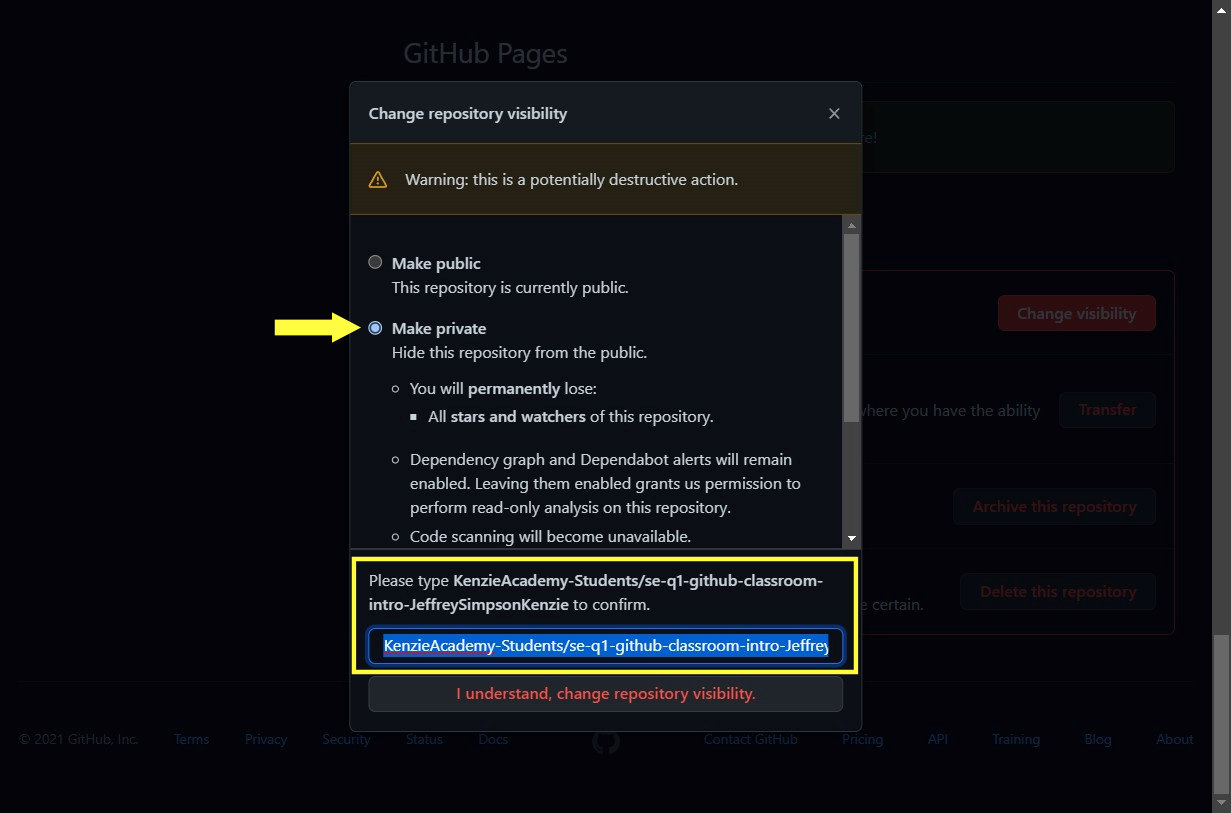 GitHub Pages
Change repository visibility
re!
Warning: this is a potentially destructive action.
Make public
This repository is currently public.
Change visibility
Make private
Hide this repository from the public.
You will permanently lose:
All stars and watchers of this repository.
where you have the ability
Transfer
Dependency graph and Dependabot alerts will remain
enabled. Leaving them enabled grants us permission to
perform read-only analysis on this repository.
Archive this repository
Code scanning will become unavailable.
Please type KenzieAcademy-Students/se-q1-github-classroom-
intro-JeffreySimpsonKenzie to confirm.
Delete this repository
e certain.
KenzieAcademy-Students/se-q1-github-classroom-intro-Jeffrey
I understand, change repository visibility.
© 2021 GitHub, Inc. Terms Privacy Security Status Docs Contact GitHub Pricing API Training Blog About